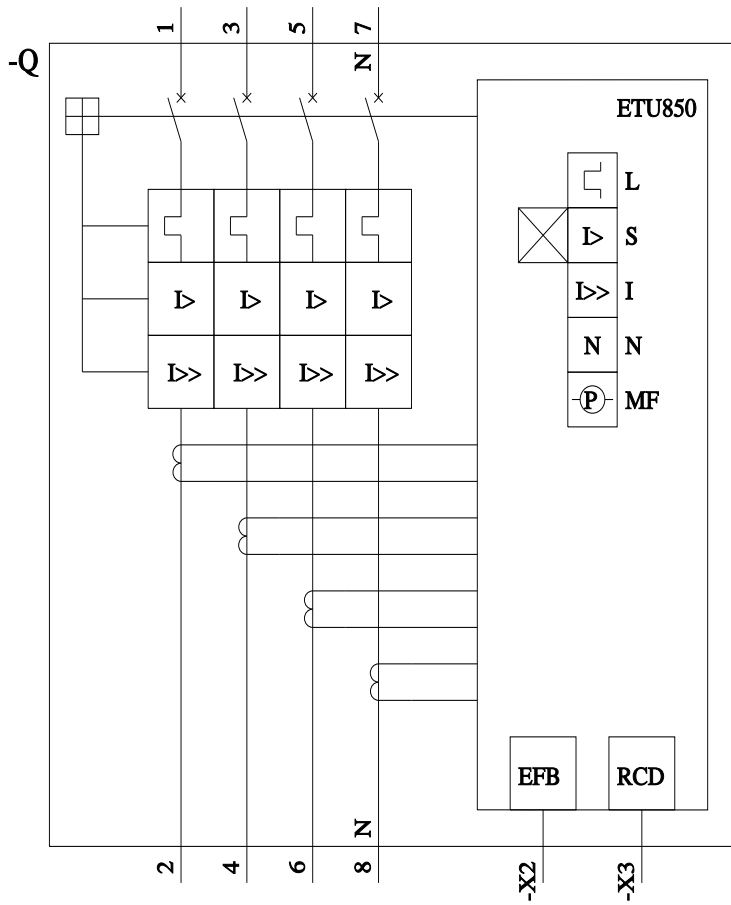 1 3 5 7
-Q
N
ETU850
L
I> S
I>> I
N N
P MF
I> I> I> I>
I>> I>> I>> I>>
EFB RCD
N
2 4 6 8
-X2 -X3